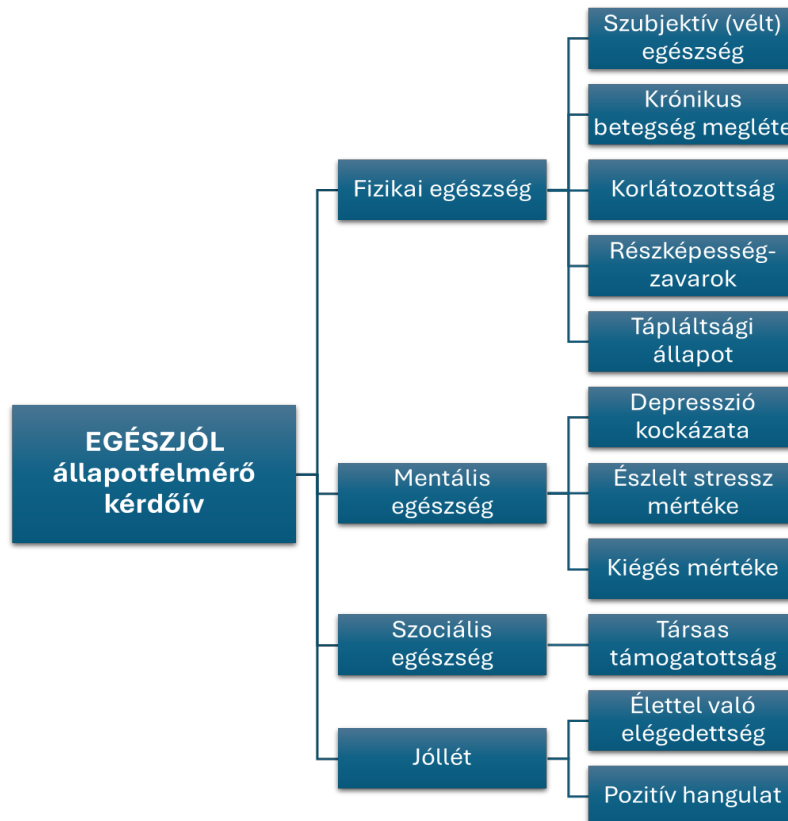 EGÉSZJÓL
állapotfelmérő
kérdőív
Fizikai egészség
Szubjektív (vélt)
egészség
Krónikus
betegség megléte
Korlátozottság
Részképesség-
zavarok
Tápláltsági
állapot
Mentális
egészség
Depresszió
kockázata
Észlelt stressz
mértéke
Kiégés mértéke
Szociális
egészség
Társas
támogatottság
Jóllét
Élettel való
elégedettség
Pozitív hangulat